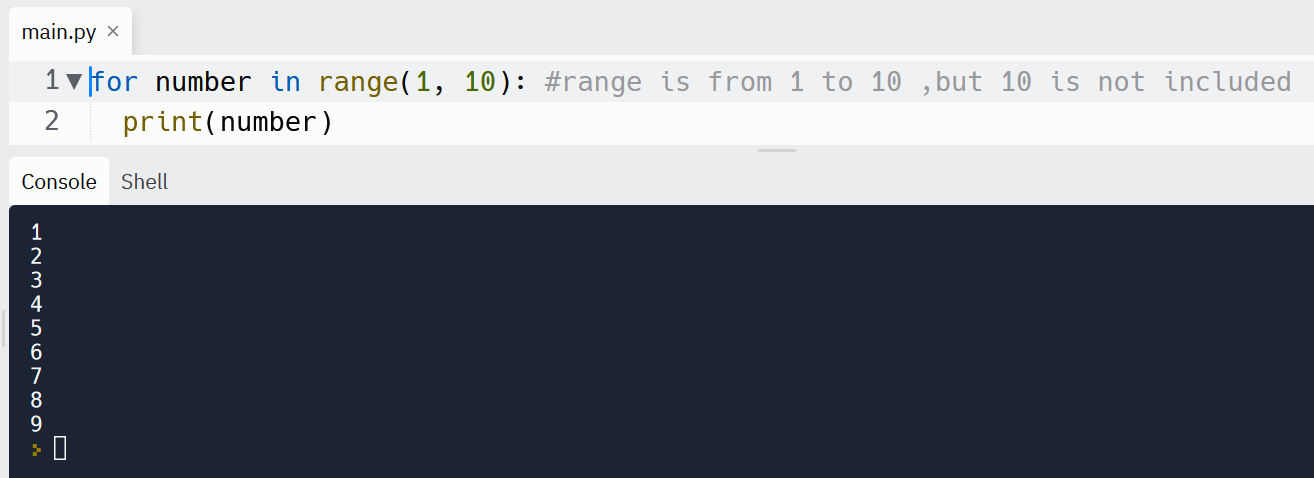 main.py ×
1 for number in range(1, 10): #range is from 1 to 10 ,but 10 is not included
2 print(number)
Console Shell
1
2
3
4
5
6
7
8
9
>